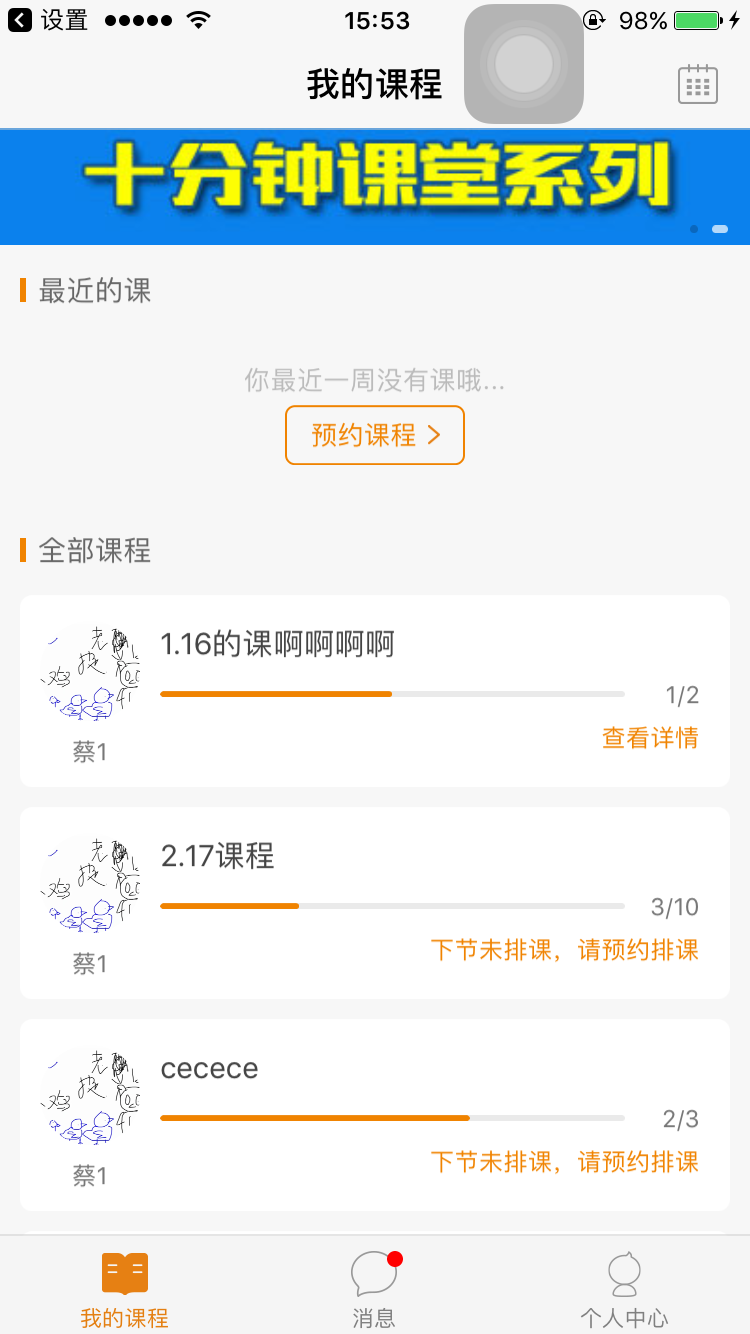 设置 15:53 98%
我的课程
十分钟课堂系列
最近的课
你最近一周没有课哦...
预约课程
全部课程
1.16的课啊啊啊啊
1/2
查看详情
蔡1
2.17课程
3/10
下节未排课，请预约排课
蔡1
cecece
2/3
下节未排课，请预约排课
蔡1
我的课程 消息 个人中心